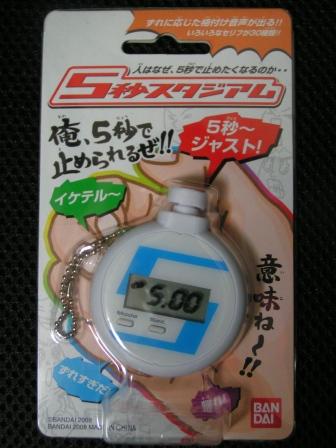 ずれに応じた格付け音声が出る!!
いろいろなセリフが30種類!!
人はなぜ、5秒で止めたくなるのか・・
5秒スタジアム
俺、5秒で
止められるぜ!!
5秒〜
ジャスト!
イケテル〜
意味ね〜!!
5.00
ずれすぎだ
©BANDAI 2008
©BANDAI 2008 MADE IN CHINA
BAN
DAI